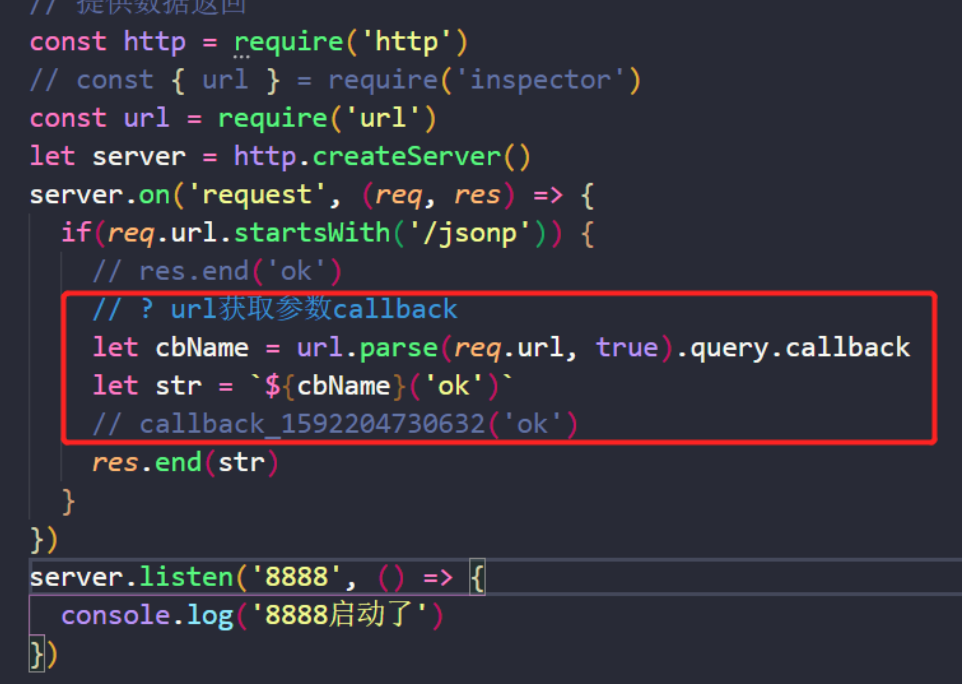 // 提供数据返回
const http = require('http')
// const { url } = require('inspector')
const url = require('url')
let server = http.createServer()
server.on('request', (req, res) => {
if(req.url.startsWith('/jsonp')) {
// res.end('ok')
// ? url获取参数callback
let cbName = url.parse(req.url, true).query.callback
let str = `${cbName}('ok')`
// callback_1592204730632('ok')
res.end(str)
}
})
server.listen('8888', () => {
console.log('8888启动了')
})